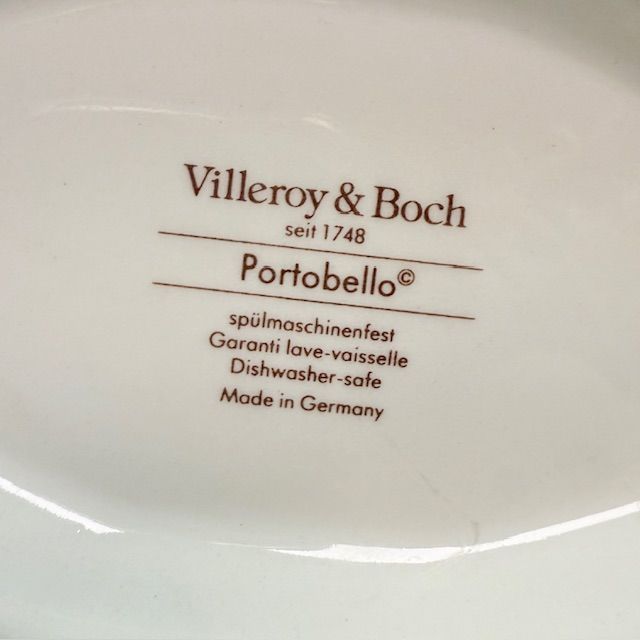 Villeroy & Boch
seit 1748
Portobello©
spülmaschinenfest
Garanti lave-vaisselle
Dishwasher-safe
Made in Germany